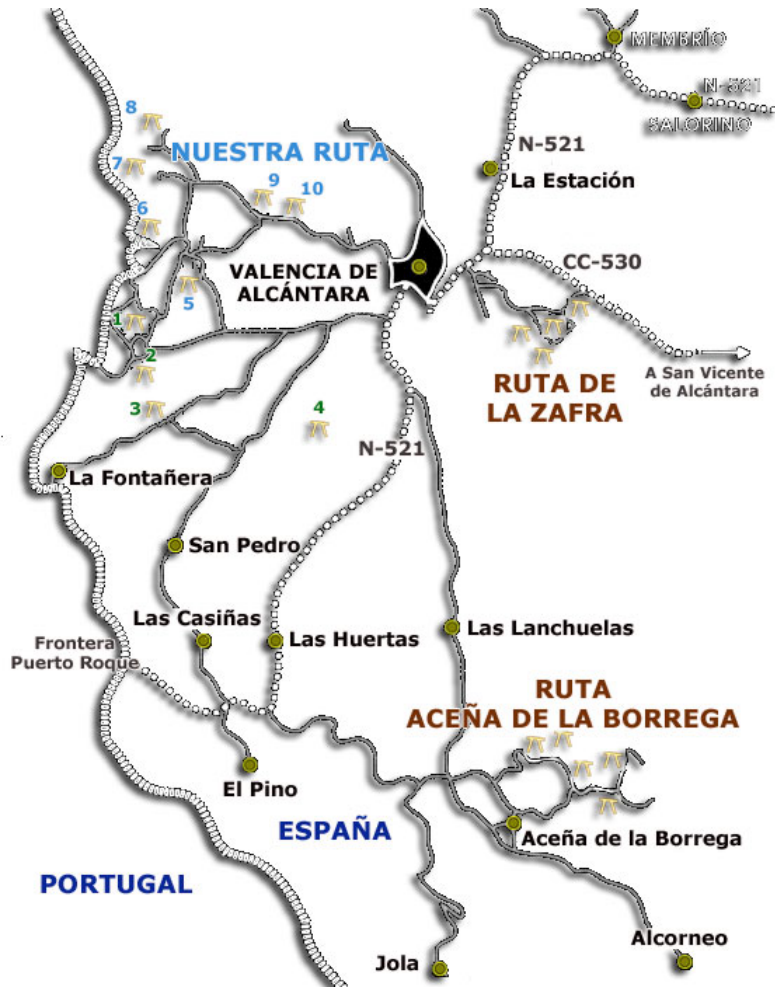 MEMBRÍO
N-521
SALORINO
8
NUESTRA RUTA
N-521
7
La Estación
9
10
6
CC-530
VALENCIA DE
ALCÁNTARA
5
1
2
A San Vicente
de Alcántara
RUTA DE
LA ZAFRA
3
4
N-521
La Fontañera
San Pedro
Las Casiñas
Las Huertas
Las Lanchuelas
Frontera
Puerto Roque
RUTA
ACEÑA DE LA BORREGA
El Pino
ESPAÑA
Aceña de la Borrega
PORTUGAL
Alcorneo
Jola